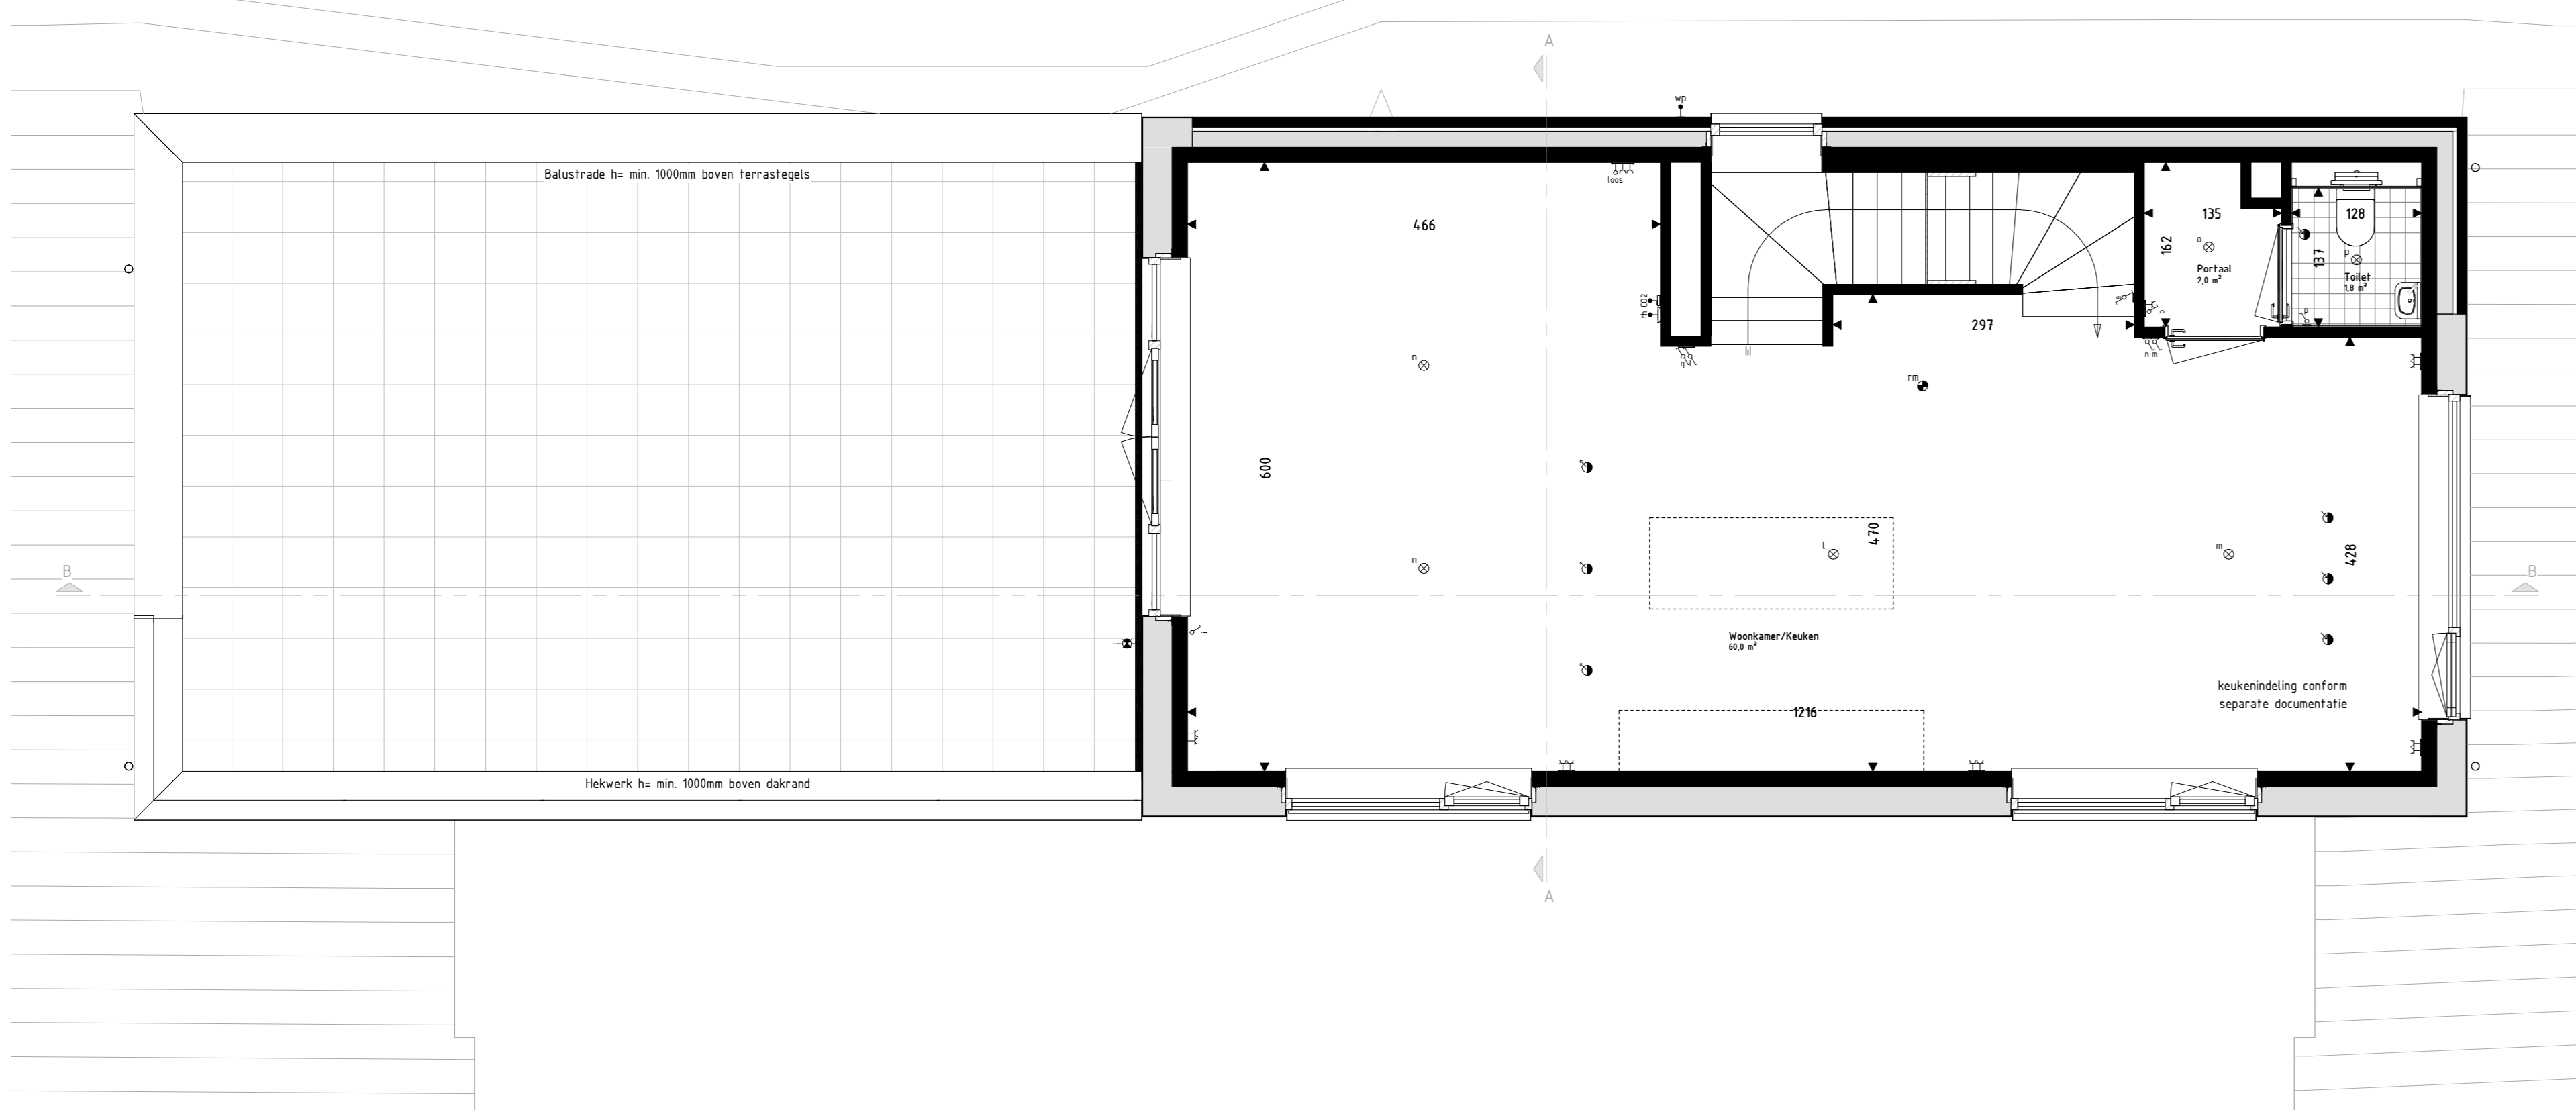 A
wp
Balustrade h= min. 1000mm boven terrastegels
loos
466
135
128
162
137
o
Portaal
2,0 m²
p
Toilet
1,8 m²
th CO2
o
p
297
q l
n m
n
rm
600
470
428
n
l
m
B
B
Woonkamer/Keuken
60,0 m²
keukenindeling conform
separate documentatie
1216
Hekwerk h= min. 1000mm boven dakrand
A